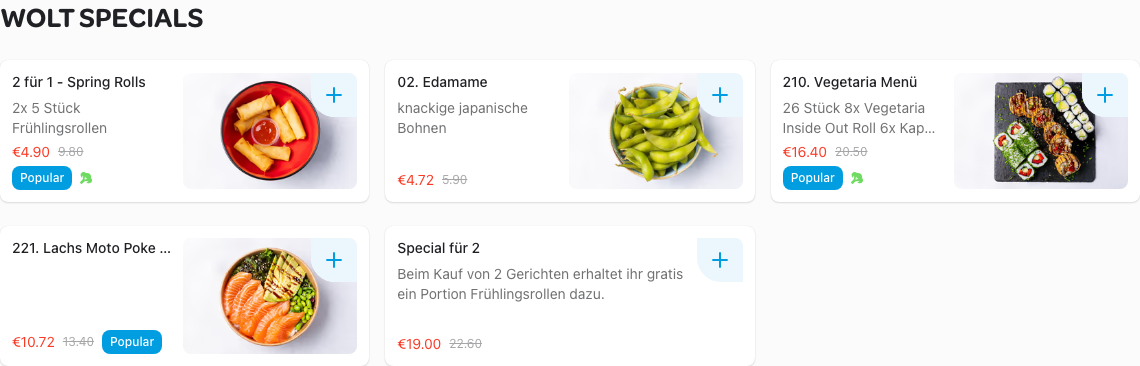 WOLT SPECIALS
2 für 1 - Spring Rolls
2x 5 Stück
Frühlingsrollen
€4.90 9.80
Popular
02. Edamame
knackige japanische
Bohnen
€4.72 5.90
210. Vegetaria Menü
26 Stück 8x Vegetaria
Inside Out Roll 6x Kap...
€16.40 20.50
Popular
221. Lachs Moto Poke ...
€10.72 13.40 Popular
Special für 2
Beim Kauf von 2 Gerichten erhaltet ihr gratis
ein Portion Frühlingsrollen dazu.
€19.00 22.60